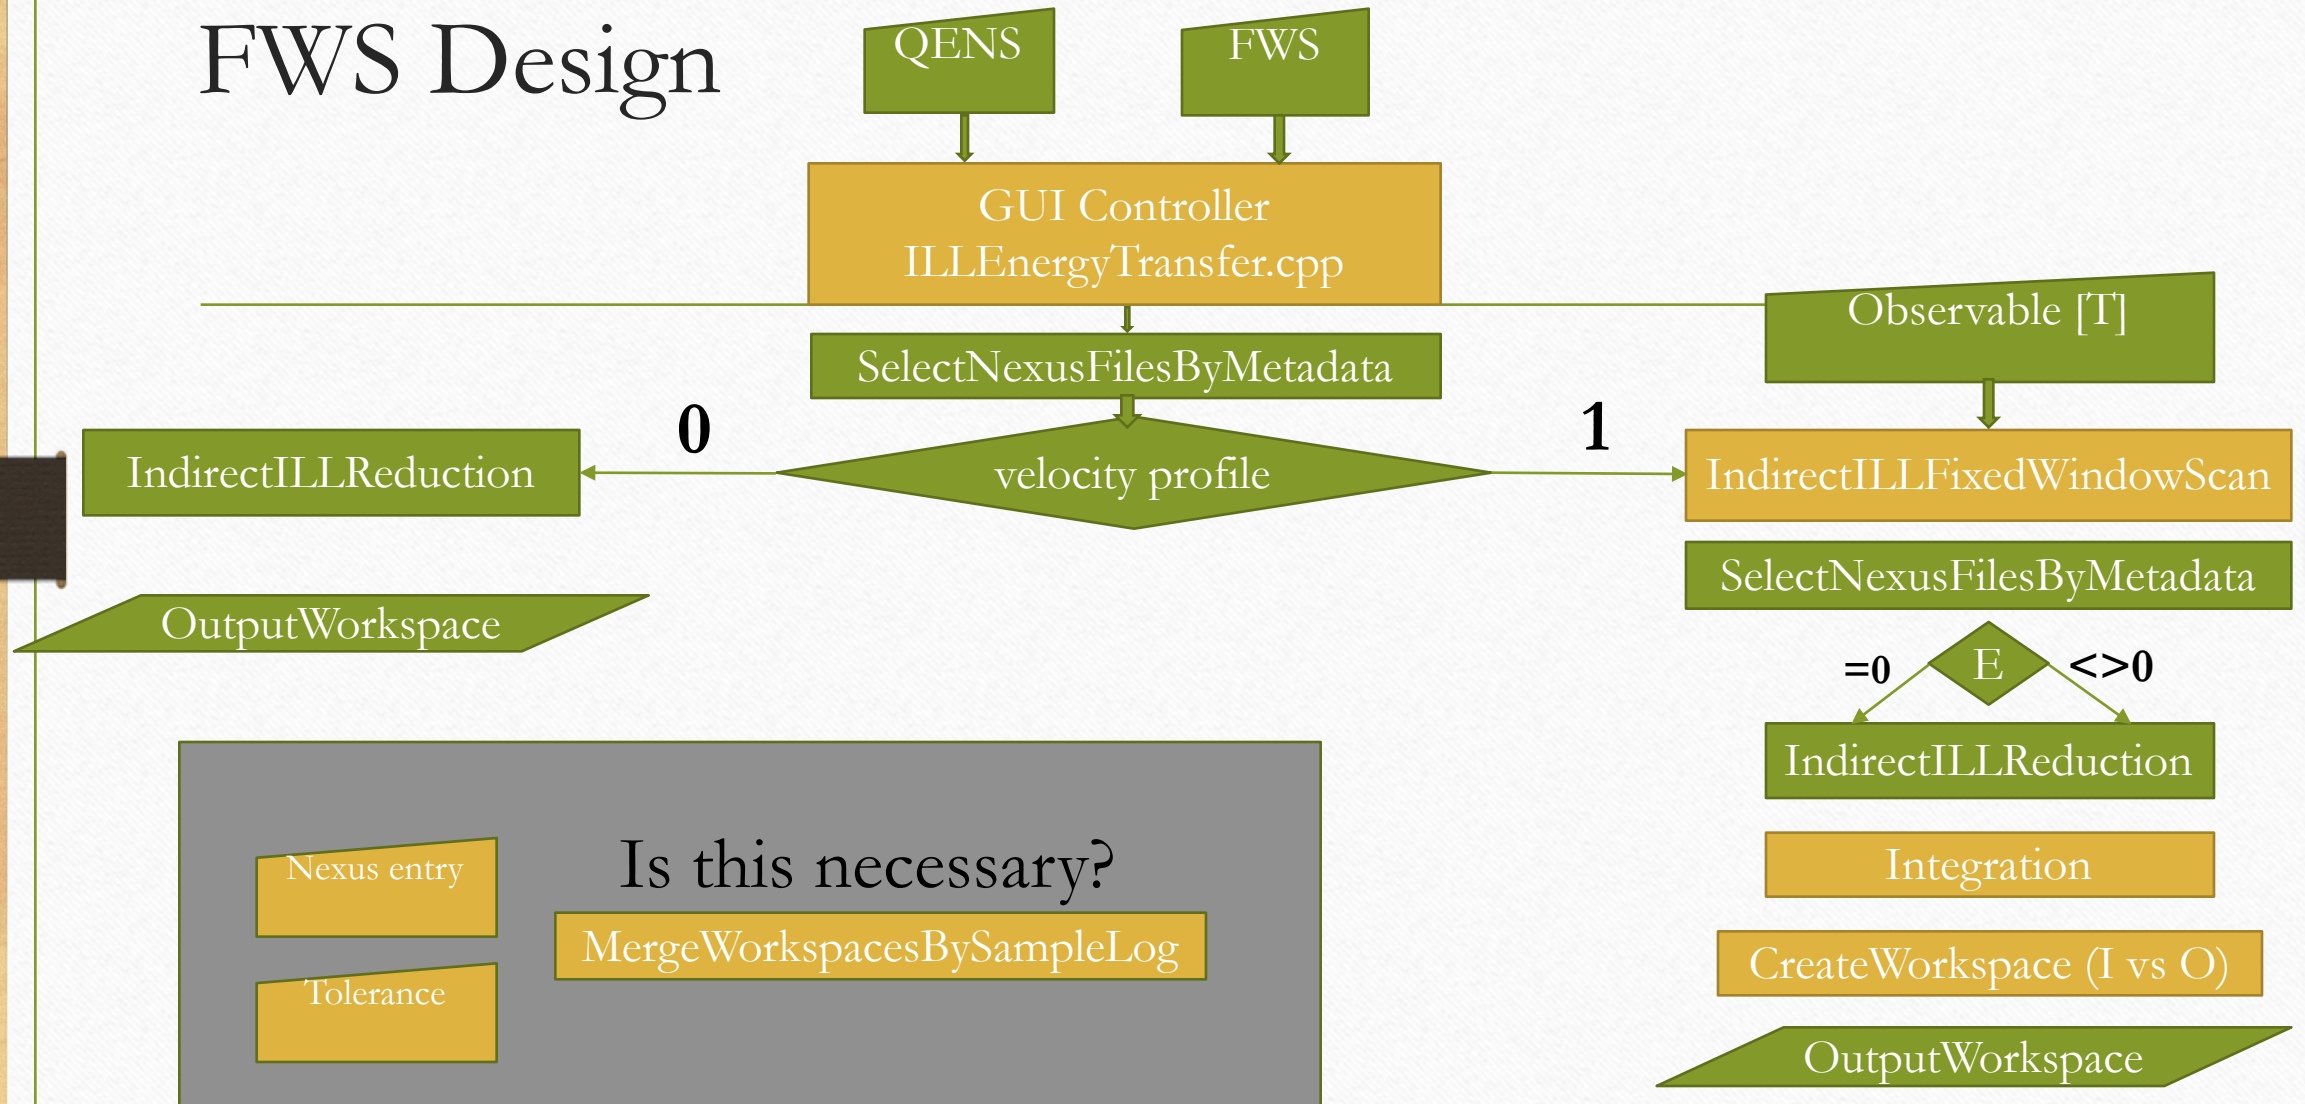 FWS Design
QENS
FWS
GUI Controller
ILLEnergyTransfer.cpp
Observable [T]
SelectNexusFilesByMetadata
0
1
IndirectILLReduction
velocity profile
IndirectILLFixedWindowScan
SelectNexusFilesByMetadata
OutputWorkspace
=0
E
<>0
IndirectILLReduction
Is this necessary?
Nexus entry
Integration
MergeWorkspacesBySampleLog
CreateWorkspace (I vs O)
Tolerance
OutputWorkspace